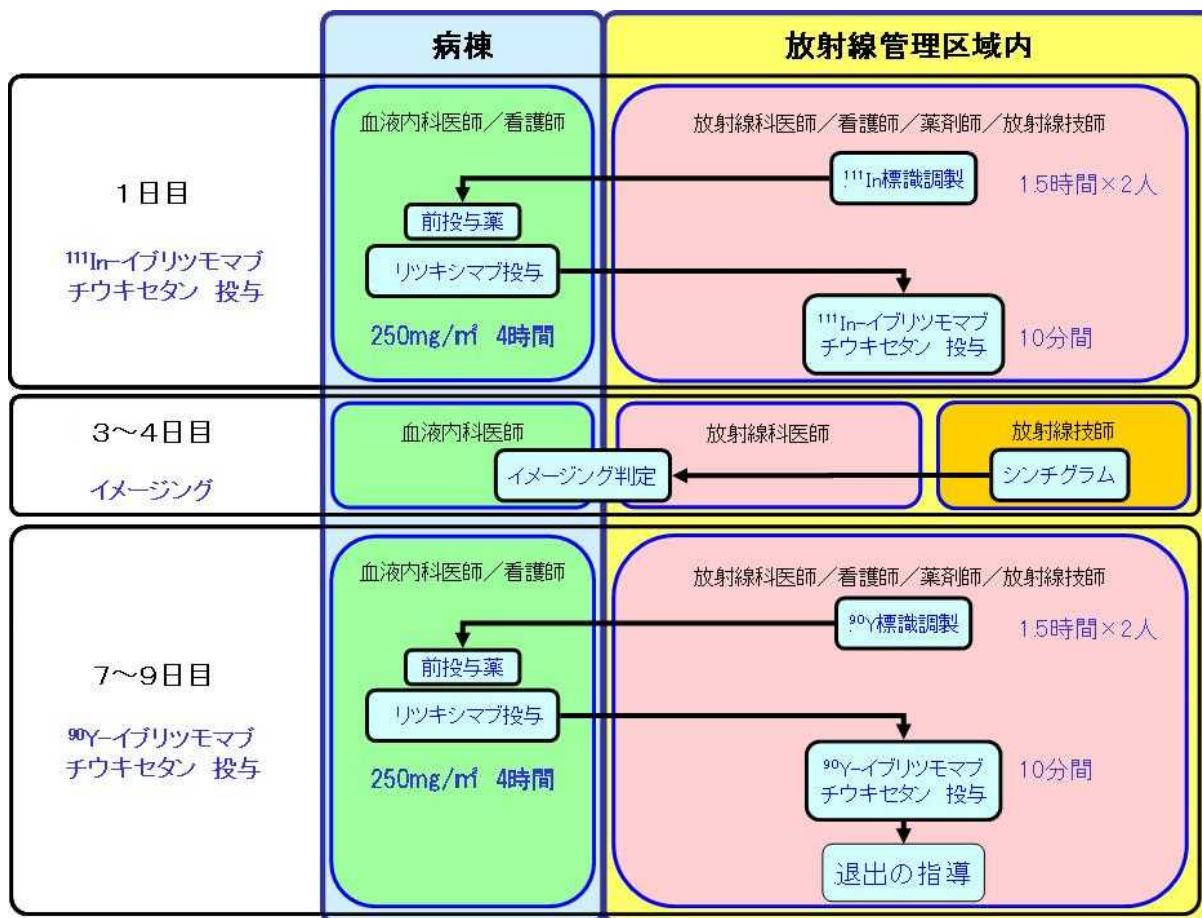 病棟
放射線管理区域内
1日目
¹¹¹In-イブリツモマブ
チウキセタン 投与
血液内科医師／看護師
放射線科医師／看護師／薬剤師／放射線技師
¹¹¹In標識調製
1.5時間×2人
前投与薬
リツキシマブ投与
250mg/㎡ 4時間
¹¹¹In-イブリツモマブ
チウキセタン 投与
10分間
3～4日目
イメージング
血液内科医師
放射線科医師
放射線技師
イメージング判定
シンチグラム
7～9日目
⁹⁰Y-イブリツモマブ
チウキセタン 投与
血液内科医師／看護師
放射線科医師／看護師／薬剤師／放射線技師
⁹⁰Y標識調製
1.5時間×2人
前投与薬
リツキシマブ投与
250mg/㎡ 4時間
⁹⁰Y-イブリツモマブ
チウキセタン 投与
10分間
退出の指導